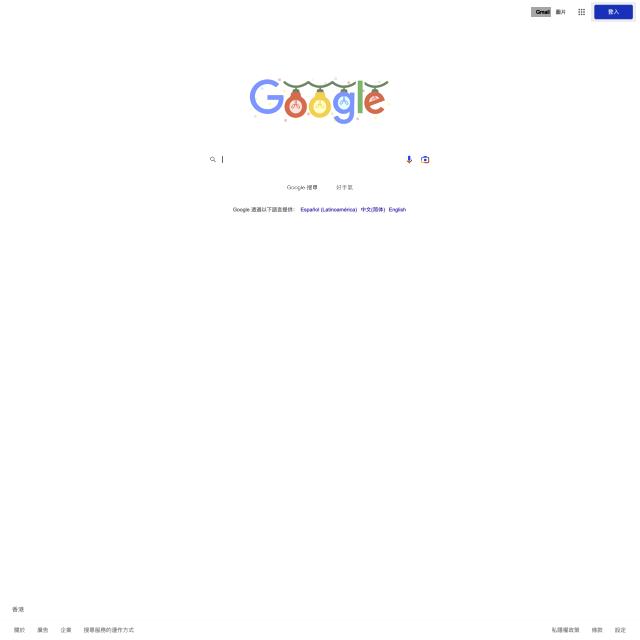 Gmail 圖片 登入
Google
Google 搜尋 好手氣
Google 透過以下語言提供： Español (Latinoamérica) 中文(简体) English
香港
關於 廣告 企業 搜尋服務的運作方式 私隱權政策 條款 設定